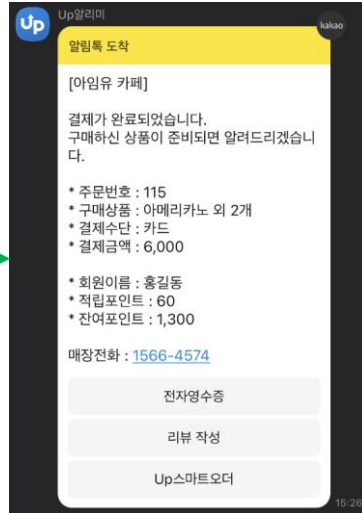 Up
Up알리미
kakao
알림톡 도착
[아임유 카페]
결제가 완료되었습니다.
구매하신 상품이 준비되면 알려드리겠습니
다.
* 주문번호 : 115
* 구매상품 : 아메리카노 외 2개
* 결제수단 : 카드
* 결제금액 : 6,000
* 회원이름 : 홍길동
* 적립포인트 : 60
* 잔여포인트 : 1,300
매장전화 : 1566-4574
전자영수증
리뷰 작성
Up스마트오더
15:26